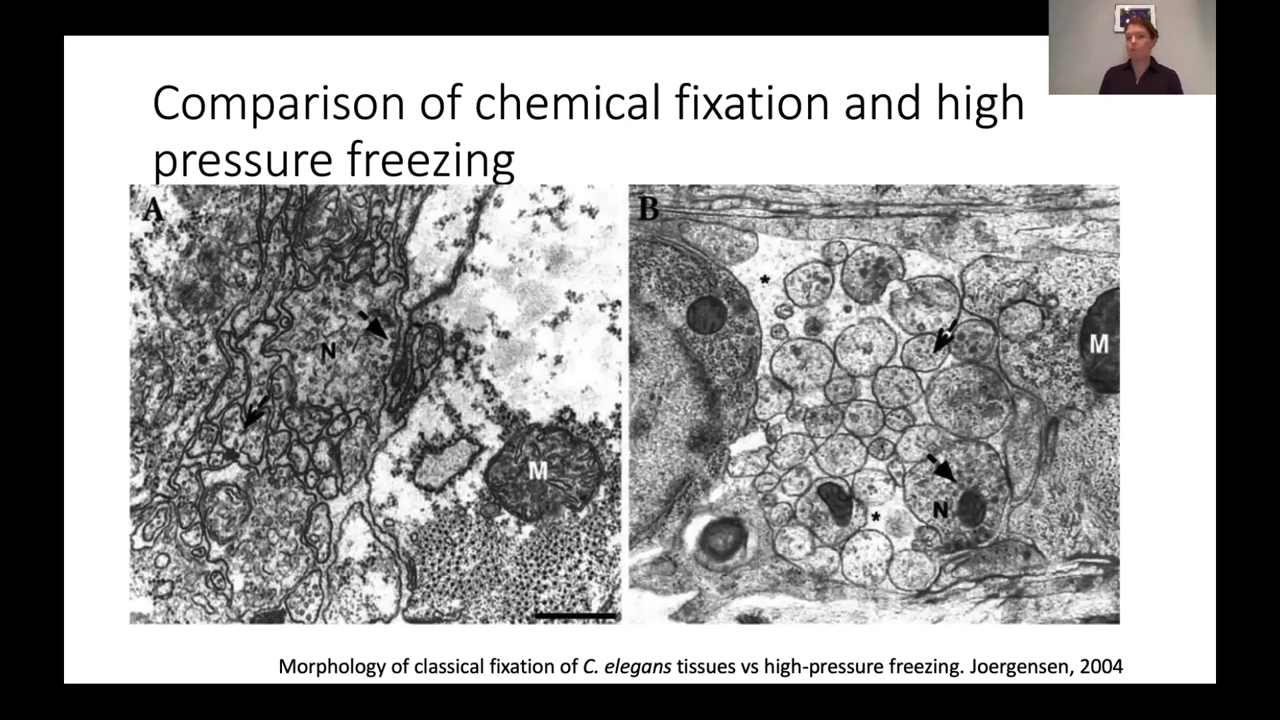 Comparison of chemical fixation and high
pressure freezing
A
B
*
N
M
M
N
*
Morphology of classical fixation of C. elegans tissues vs high-pressure freezing. Joergensen, 2004